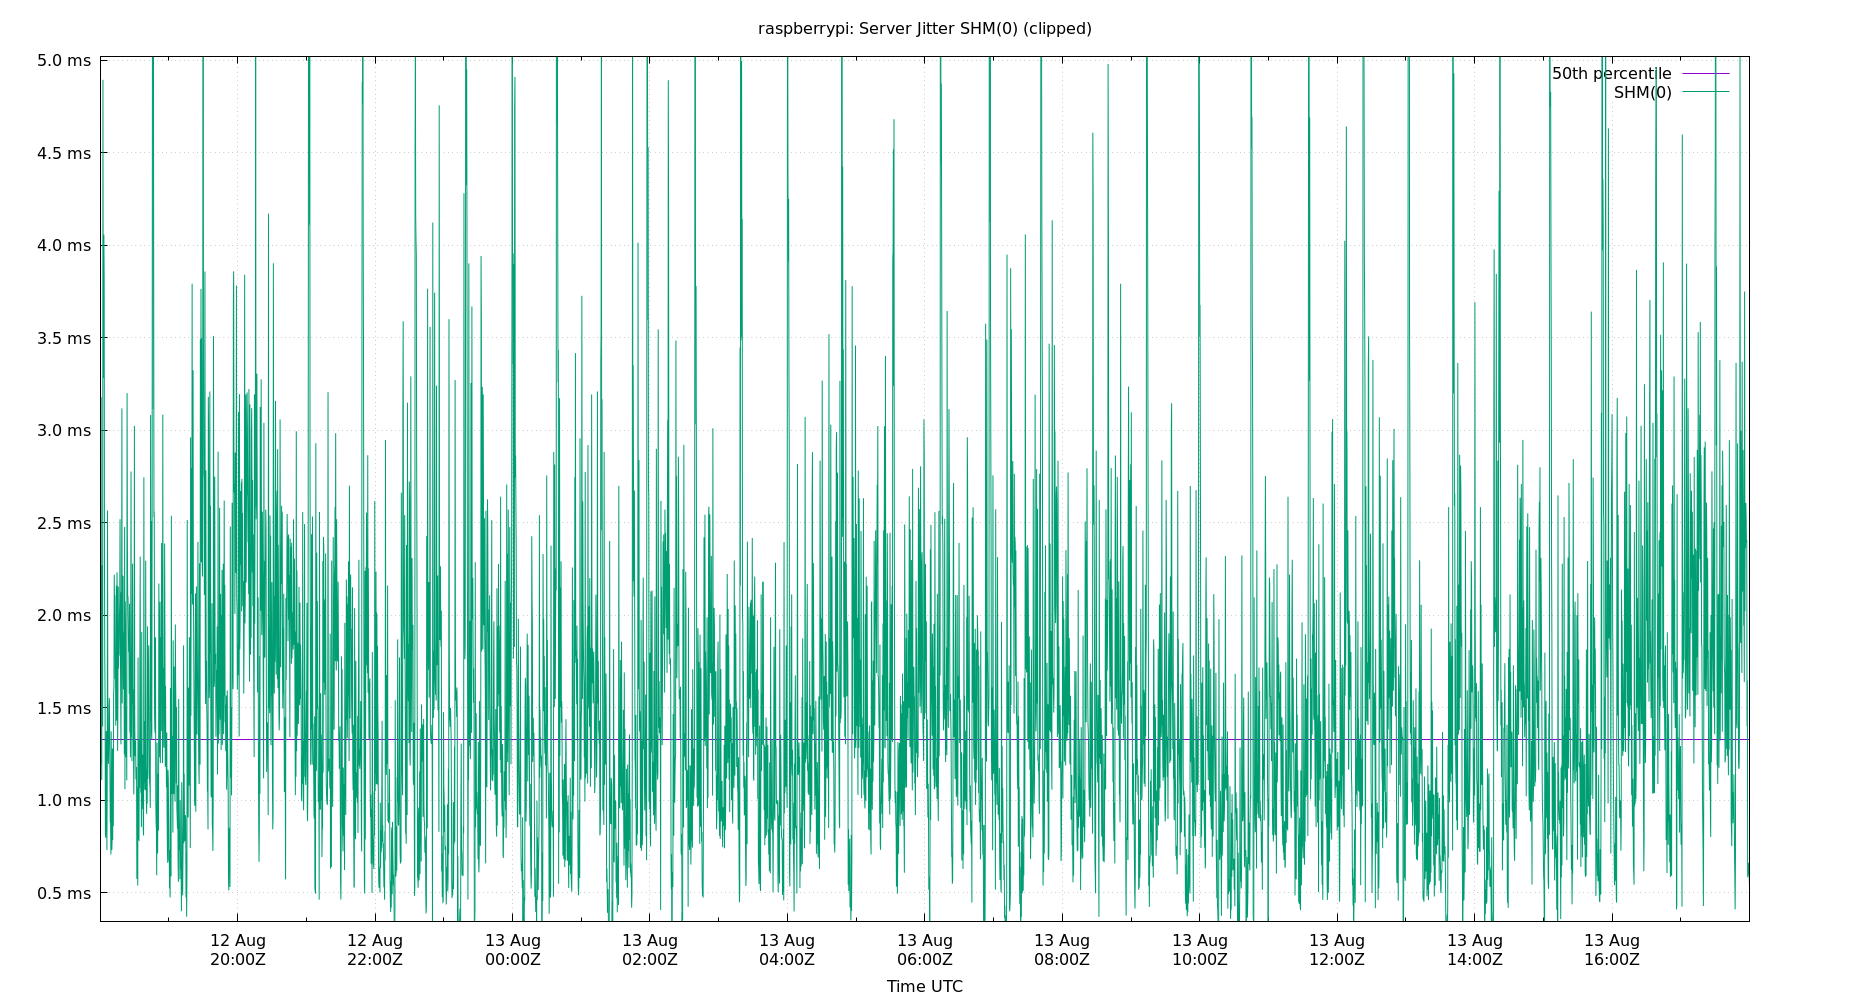 raspberrypi: Server Jitter SHM(0) (clipped)
5.0 ms
50th percentile
SHM(0)
4.5 ms
4.0 ms
3.5 ms
3.0 ms
2.5 ms
2.0 ms
1.5 ms
1.0 ms
0.5 ms
12 Aug 12 Aug 13 Aug 13 Aug 13 Aug 13 Aug 13 Aug 13 Aug 13 Aug 13 Aug 13 Aug
20:00Z 22:00Z 00:00Z 02:00Z 04:00Z 06:00Z 08:00Z 10:00Z 12:00Z 14:00Z 16:00Z
Time UTC